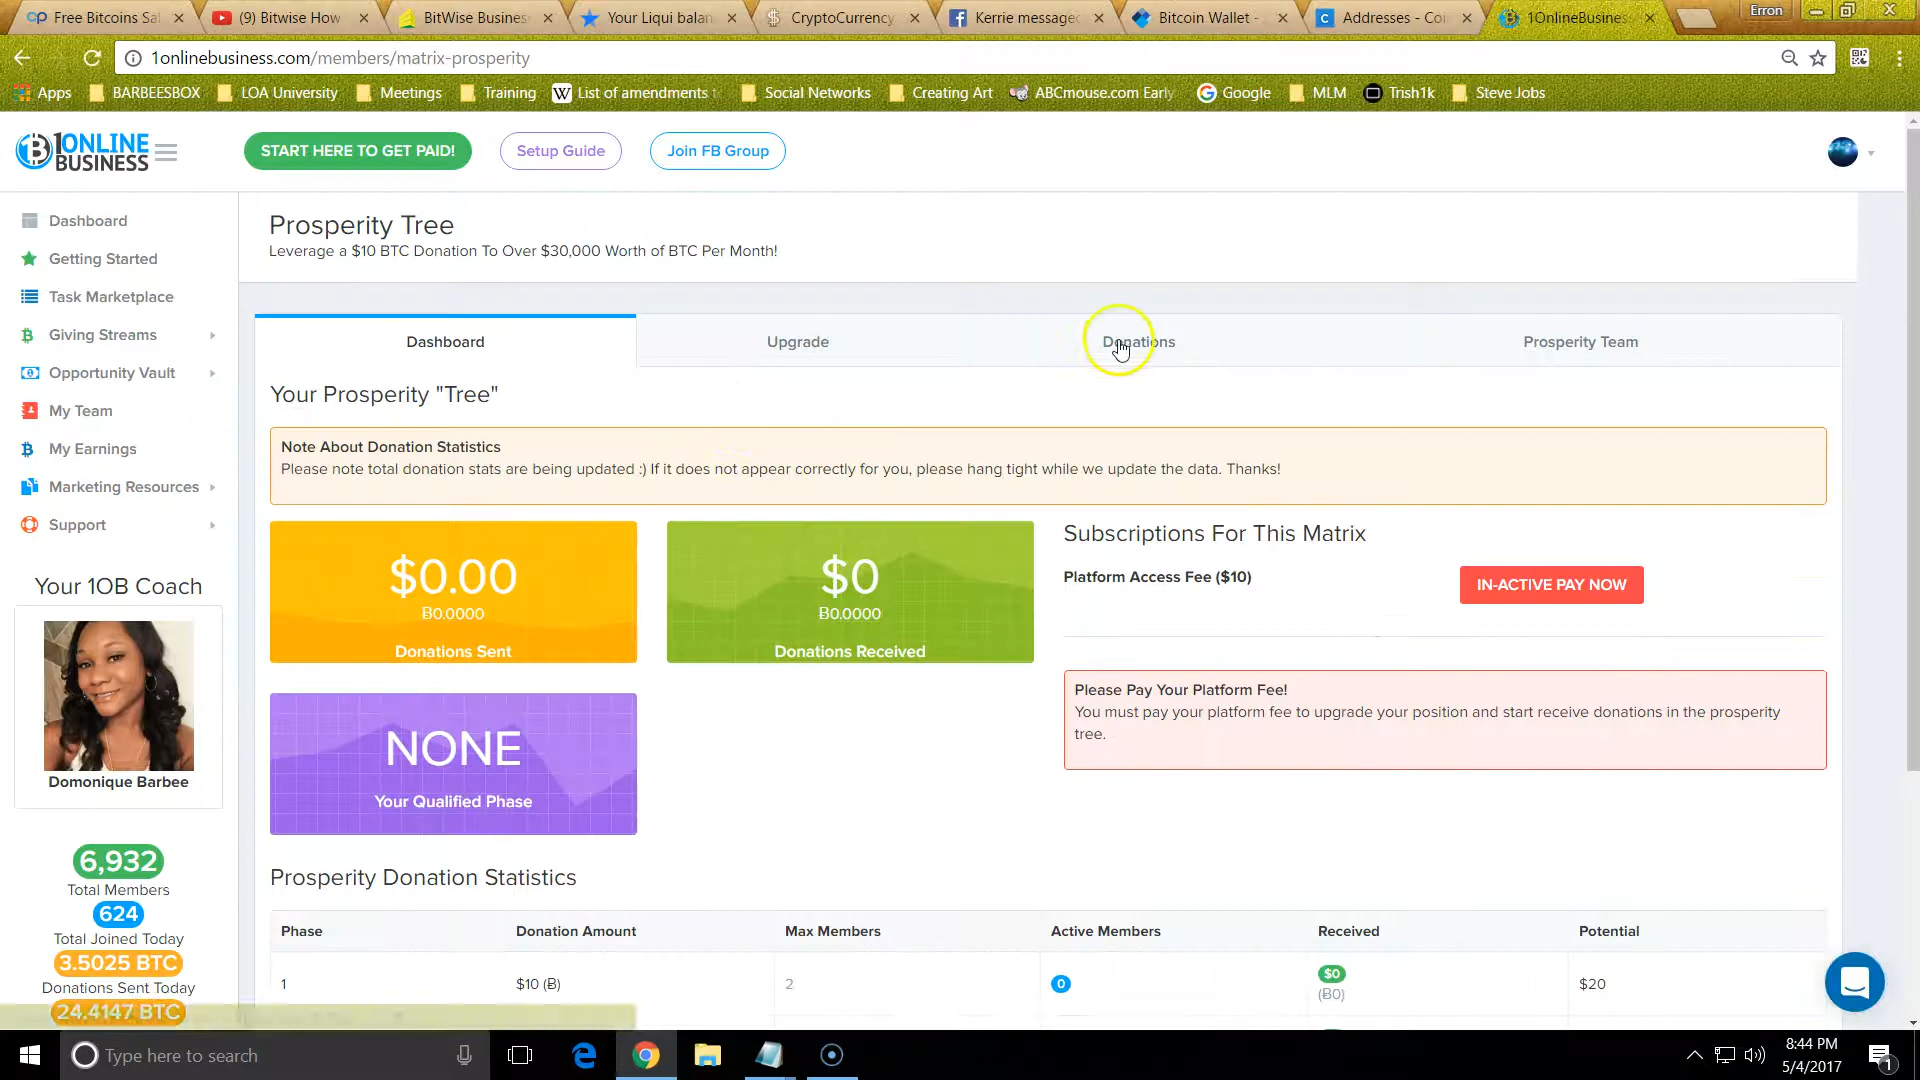 Free Bitcoins Sal
(9) Bitwise How
BitWise Busines
Your Liqui balan
CryptoCurrency
Kerrie message
Bitcoin Wallet -
Addresses - Coi
1OnlineBusines
Erron
1onlinebusiness.com/members/matrix-prosperity
Apps
BARBEESBOX
LOA University
Meetings
Training
List of amendments t
Social Networks
Creating Art
ABCmouse.com Early
Google
MLM
Trish1k
Steve Jobs
1ONLINE
BUSINESS
START HERE TO GET PAID!
Setup Guide
Join FB Group
Dashboard
Getting Started
Task Marketplace
Giving Streams
Opportunity Vault
My Team
My Earnings
Marketing Resources
Support
Your 1OB Coach
Domonique Barbee
6,932
Total Members
624
Total Joined Today
3.5025 BTC
Donations Sent Today
24.4147 BTC
Prosperity Tree
Leverage a $10 BTC Donation To Over $30,000 Worth of BTC Per Month!
Dashboard
Upgrade
Donations
Prosperity Team
Your Prosperity "Tree"
Note About Donation Statistics
Please note total donation stats are being updated :) If it does not appear correctly for you, please hang tight while we update the data. Thanks!
$0.00
Ƀ0.0000
Donations Sent
$0
Ƀ0.0000
Donations Received
NONE
Your Qualified Phase
Subscriptions For This Matrix
Platform Access Fee ($10)
IN-ACTIVE PAY NOW
Please Pay Your Platform Fee!
You must pay your platform fee to upgrade your position and start receive donations in the prosperity
tree.
Prosperity Donation Statistics
Phase
Donation Amount
Max Members
Active Members
Received
Potential
1
$10 (Ƀ)
2
0
$0
(Ƀ0)
$20
Type here to search
8:44 PM
5/4/2017
1